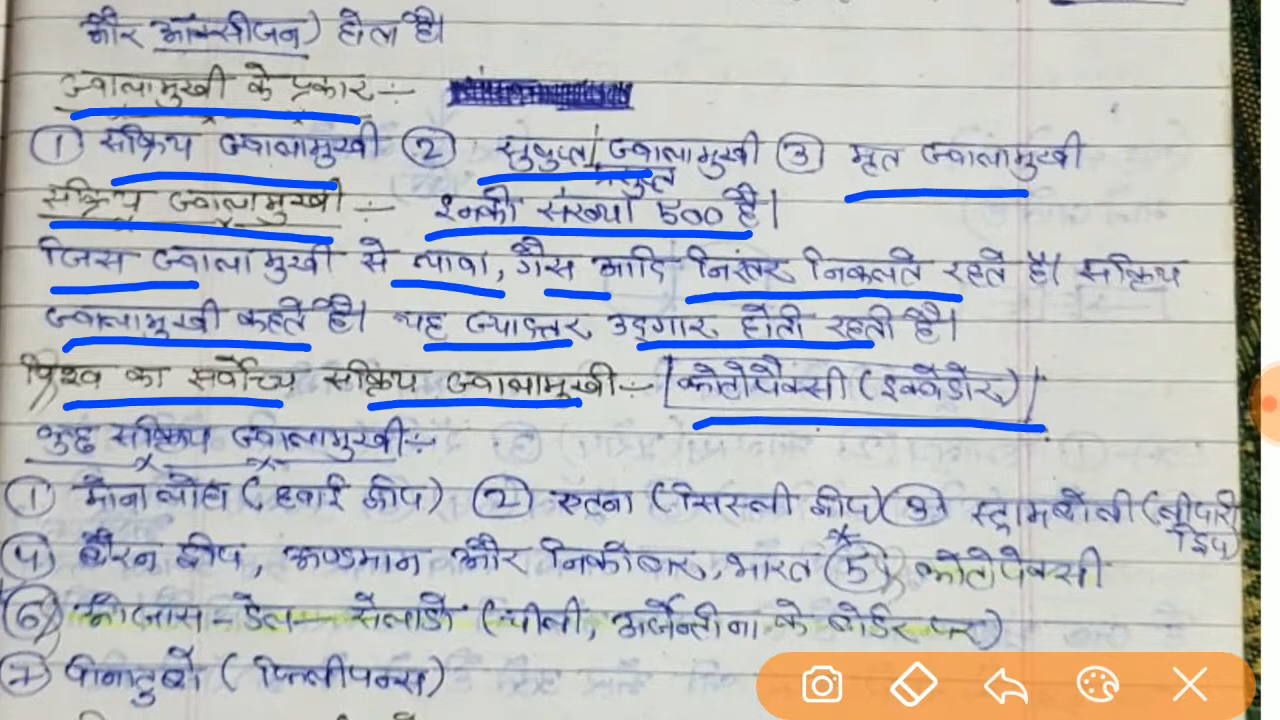 और ऑक्सीजन) होता है।
ज्वालामुखी के प्रकार :-
① सक्रिय ज्वालामुखी ② सुषुप्त ज्वालामुखी ③ मृत ज्वालामुखी
प्रसुप्त
सक्रिय ज्वालामुखी :- इनकी संख्या 500 है।
जिस ज्वालामुखी से लावा, गैस आदि निरंतर निकलते रहते है। सक्रिय
ज्वालामुखी कहते है। यह ज्यादातर उद्गार होती रहती है।
विश्व का सर्वोच्च सक्रिय ज्वालामुखी :- कोटोपैक्सी (इक्वेडोर)
कुछ सक्रिय ज्वालामुखी :-
① मोनालोहा (हवाई द्वीप) ② एटना (सिसली द्वीप) ③ स्ट्रामबोली (लीपारी
द्विप)
④ बैरन द्वीप, अण्डमान और निकोबार, भारत ⑤ कोटोपैक्सी
⑥ ओजोस-डेल-सेलाडो (चीली, अर्जेन्तीना के बोर्डर पर)
⑦ पीनातुबो (फिलीपन्स)